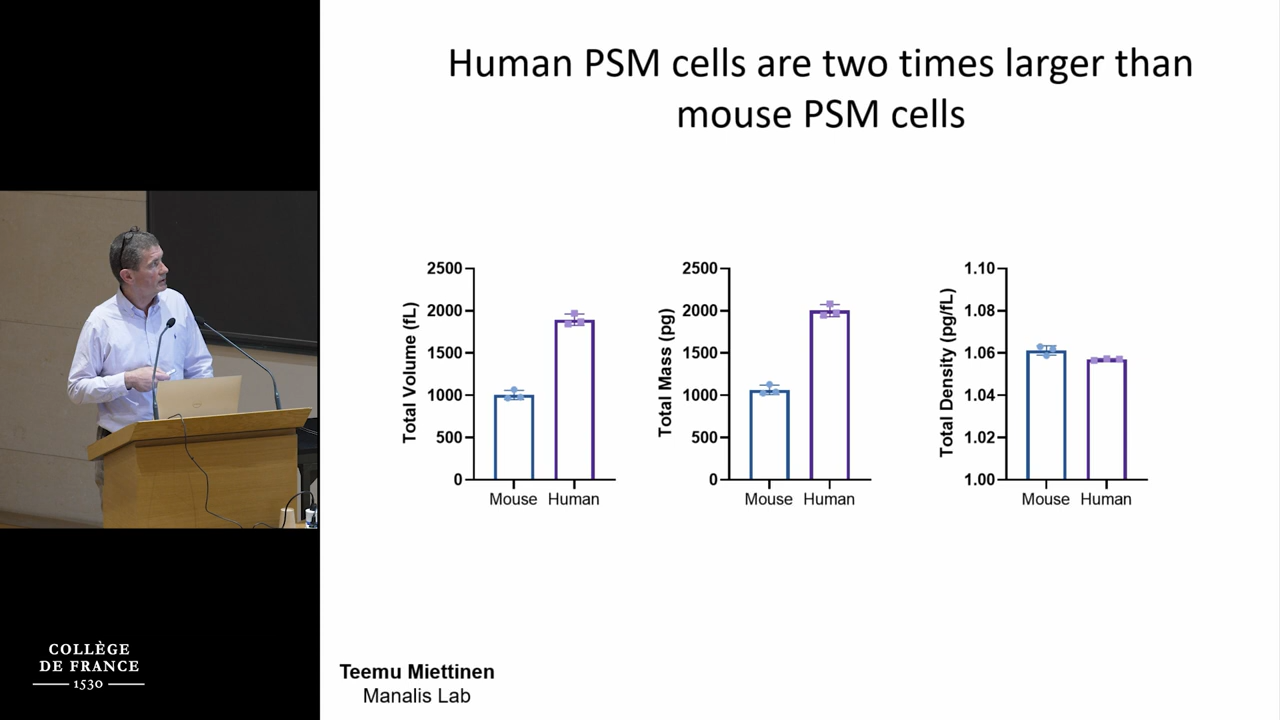 Human PSM cells are two times larger than
mouse PSM cells
Total Volume (fL)
2500
2000
1500
1000
500
0
Mouse Human
Total Mass (pg)
2500
2000
1500
1000
500
0
Mouse Human
Total Density (pg/fL)
1.10
1.08
1.06
1.04
1.02
1.00
Mouse Human
Teemu Miettinen
Manalis Lab
COLLÈGE
DE FRANCE
1530